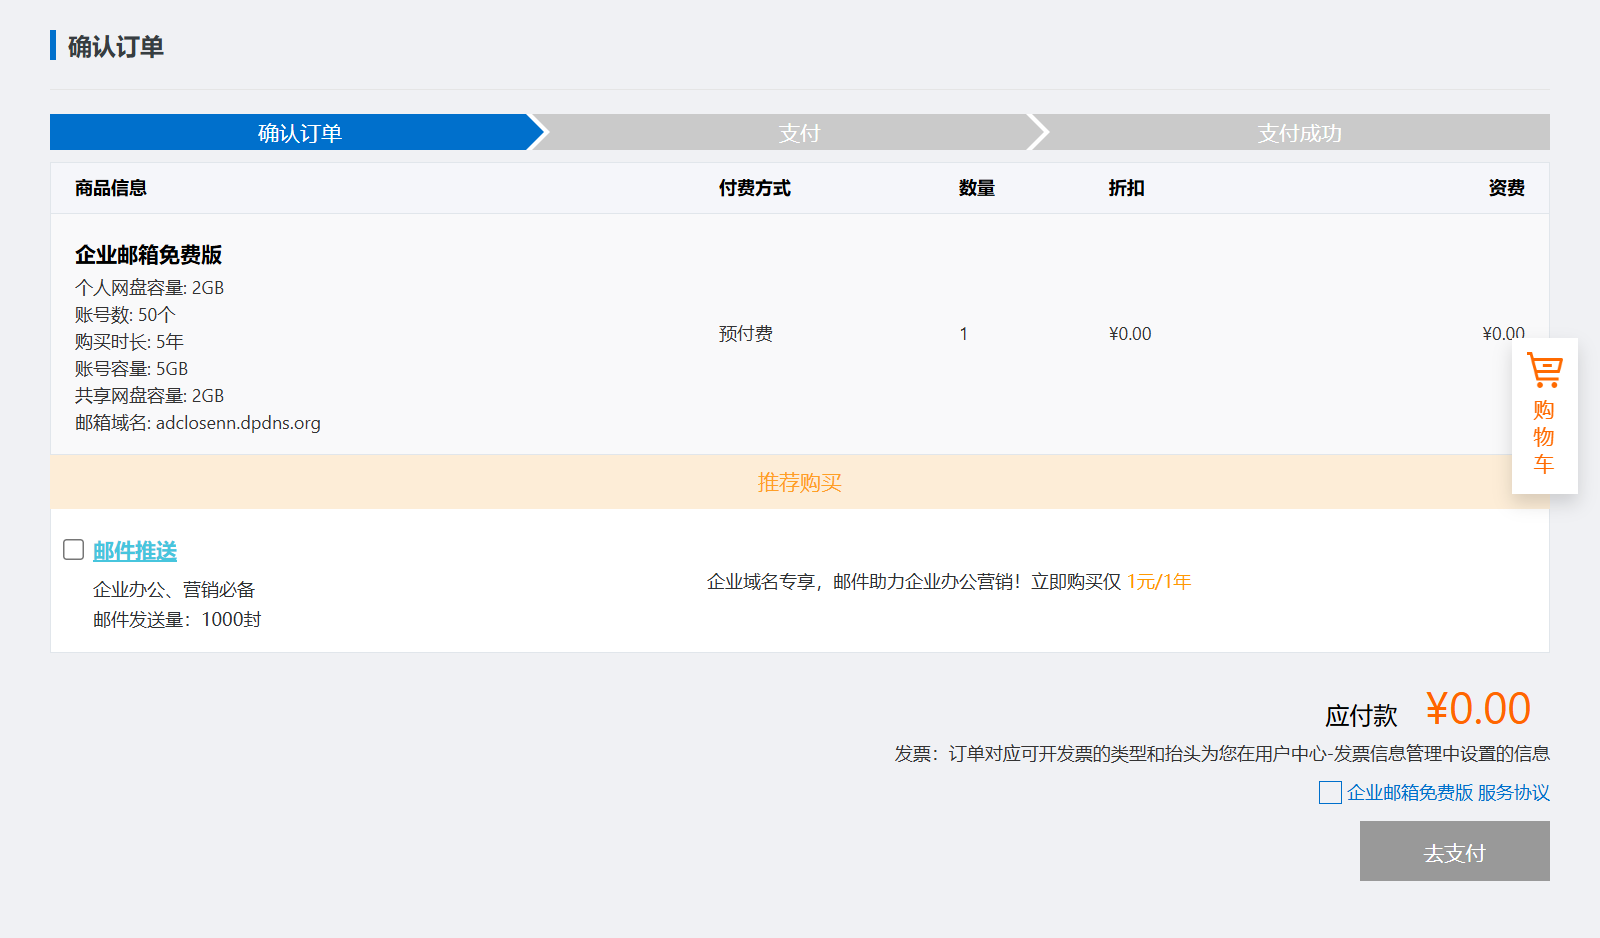 确认订单
确认订单 支付 支付成功
商品信息 付费方式 数量 折扣 资费
企业邮箱免费版
个人网盘容量: 2GB
账号数: 50个
购买时长: 5年
账号容量: 5GB
共享网盘容量: 2GB
邮箱域名: adclosenn.dpdns.org
预付费 1 ¥0.00 ¥0.00
购物车
推荐购买
邮件推送
企业办公、营销必备
邮件发送量：1000封
企业域名专享，邮件助力企业办公营销！立即购买仅 1元/1年
应付款 ¥0.00
发票：订单对应可开发票的类型和抬头为您在用户中心-发票信息管理中设置的信息
企业邮箱免费版 服务协议
去支付